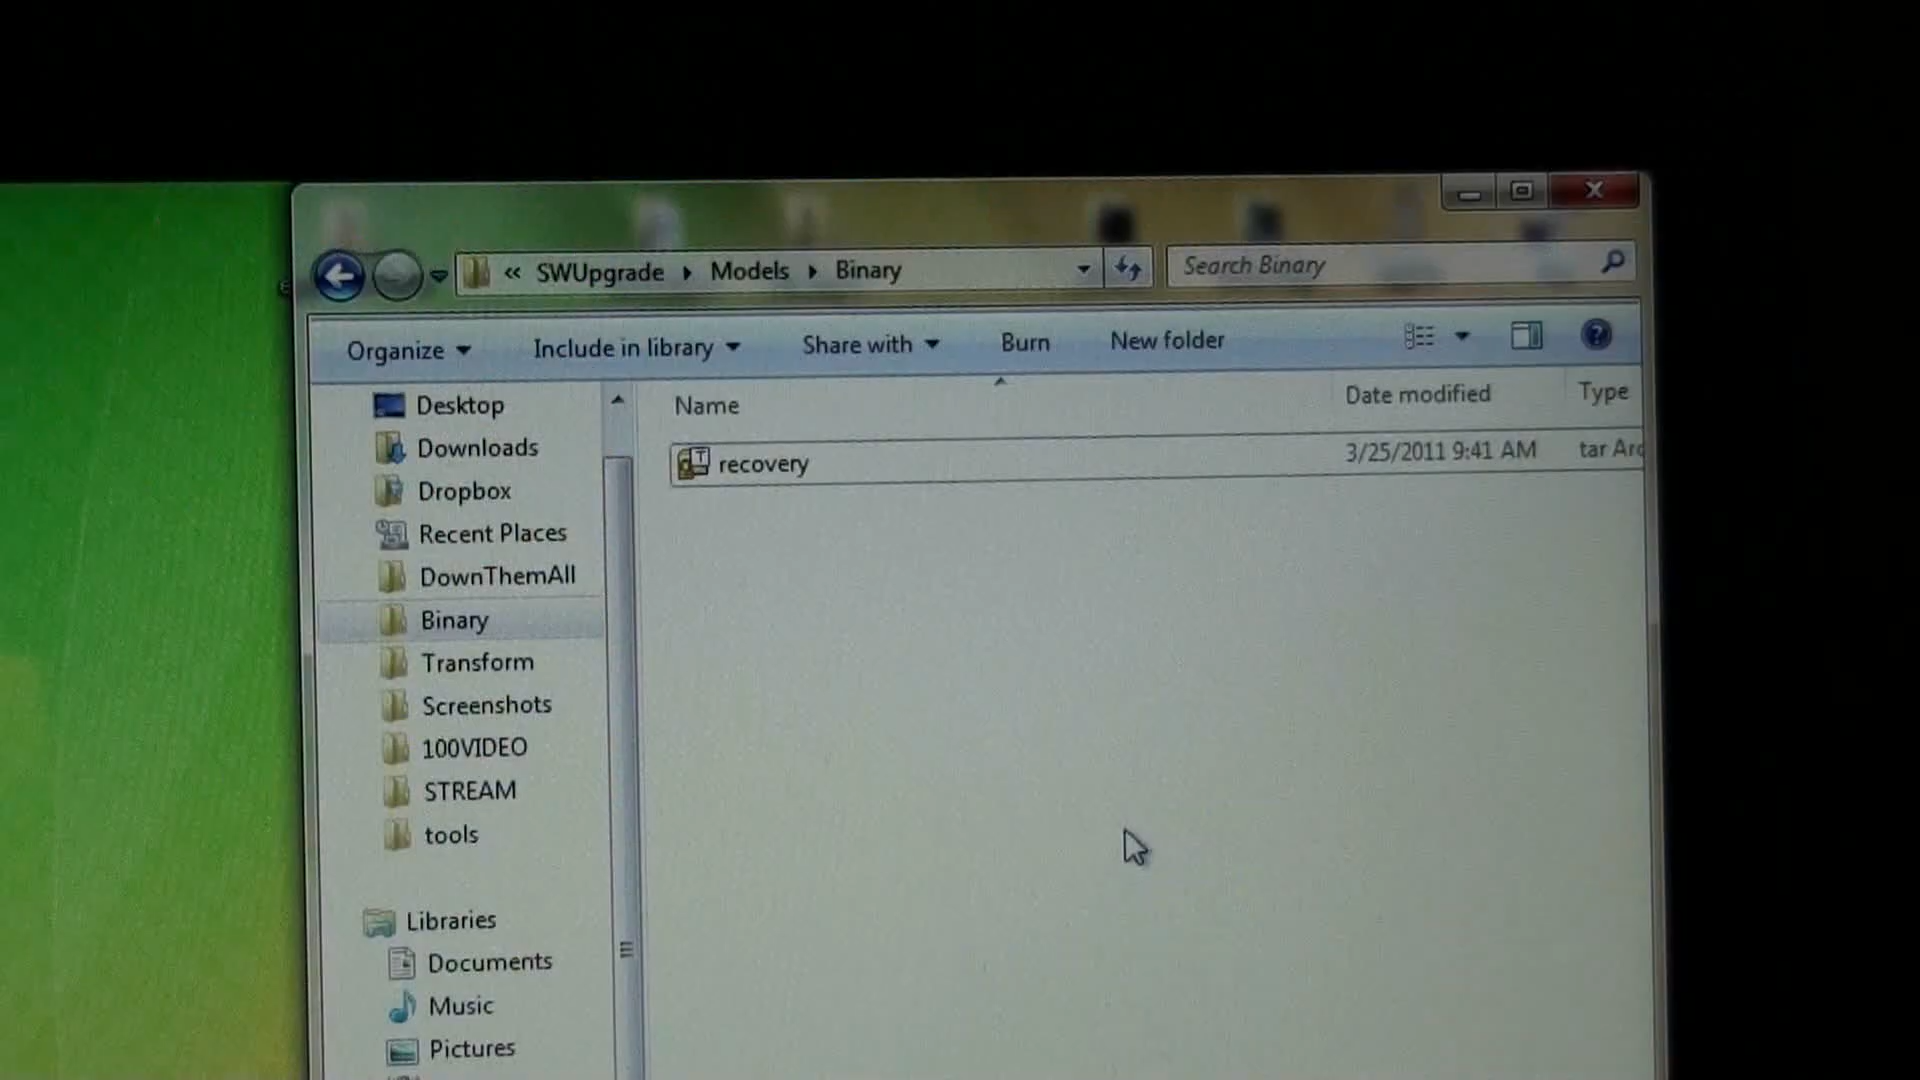 « SWUpgrade Models Binary
Search Binary
Organize Include in library Share with Burn New folder
Name Date modified Type
recovery 3/25/2011 9:41 AM tar Arc
Desktop
Downloads
Dropbox
Recent Places
DownThemAll
Binary
Transform
Screenshots
100VIDEO
STREAM
tools
Libraries
Documents
Music
Pictures